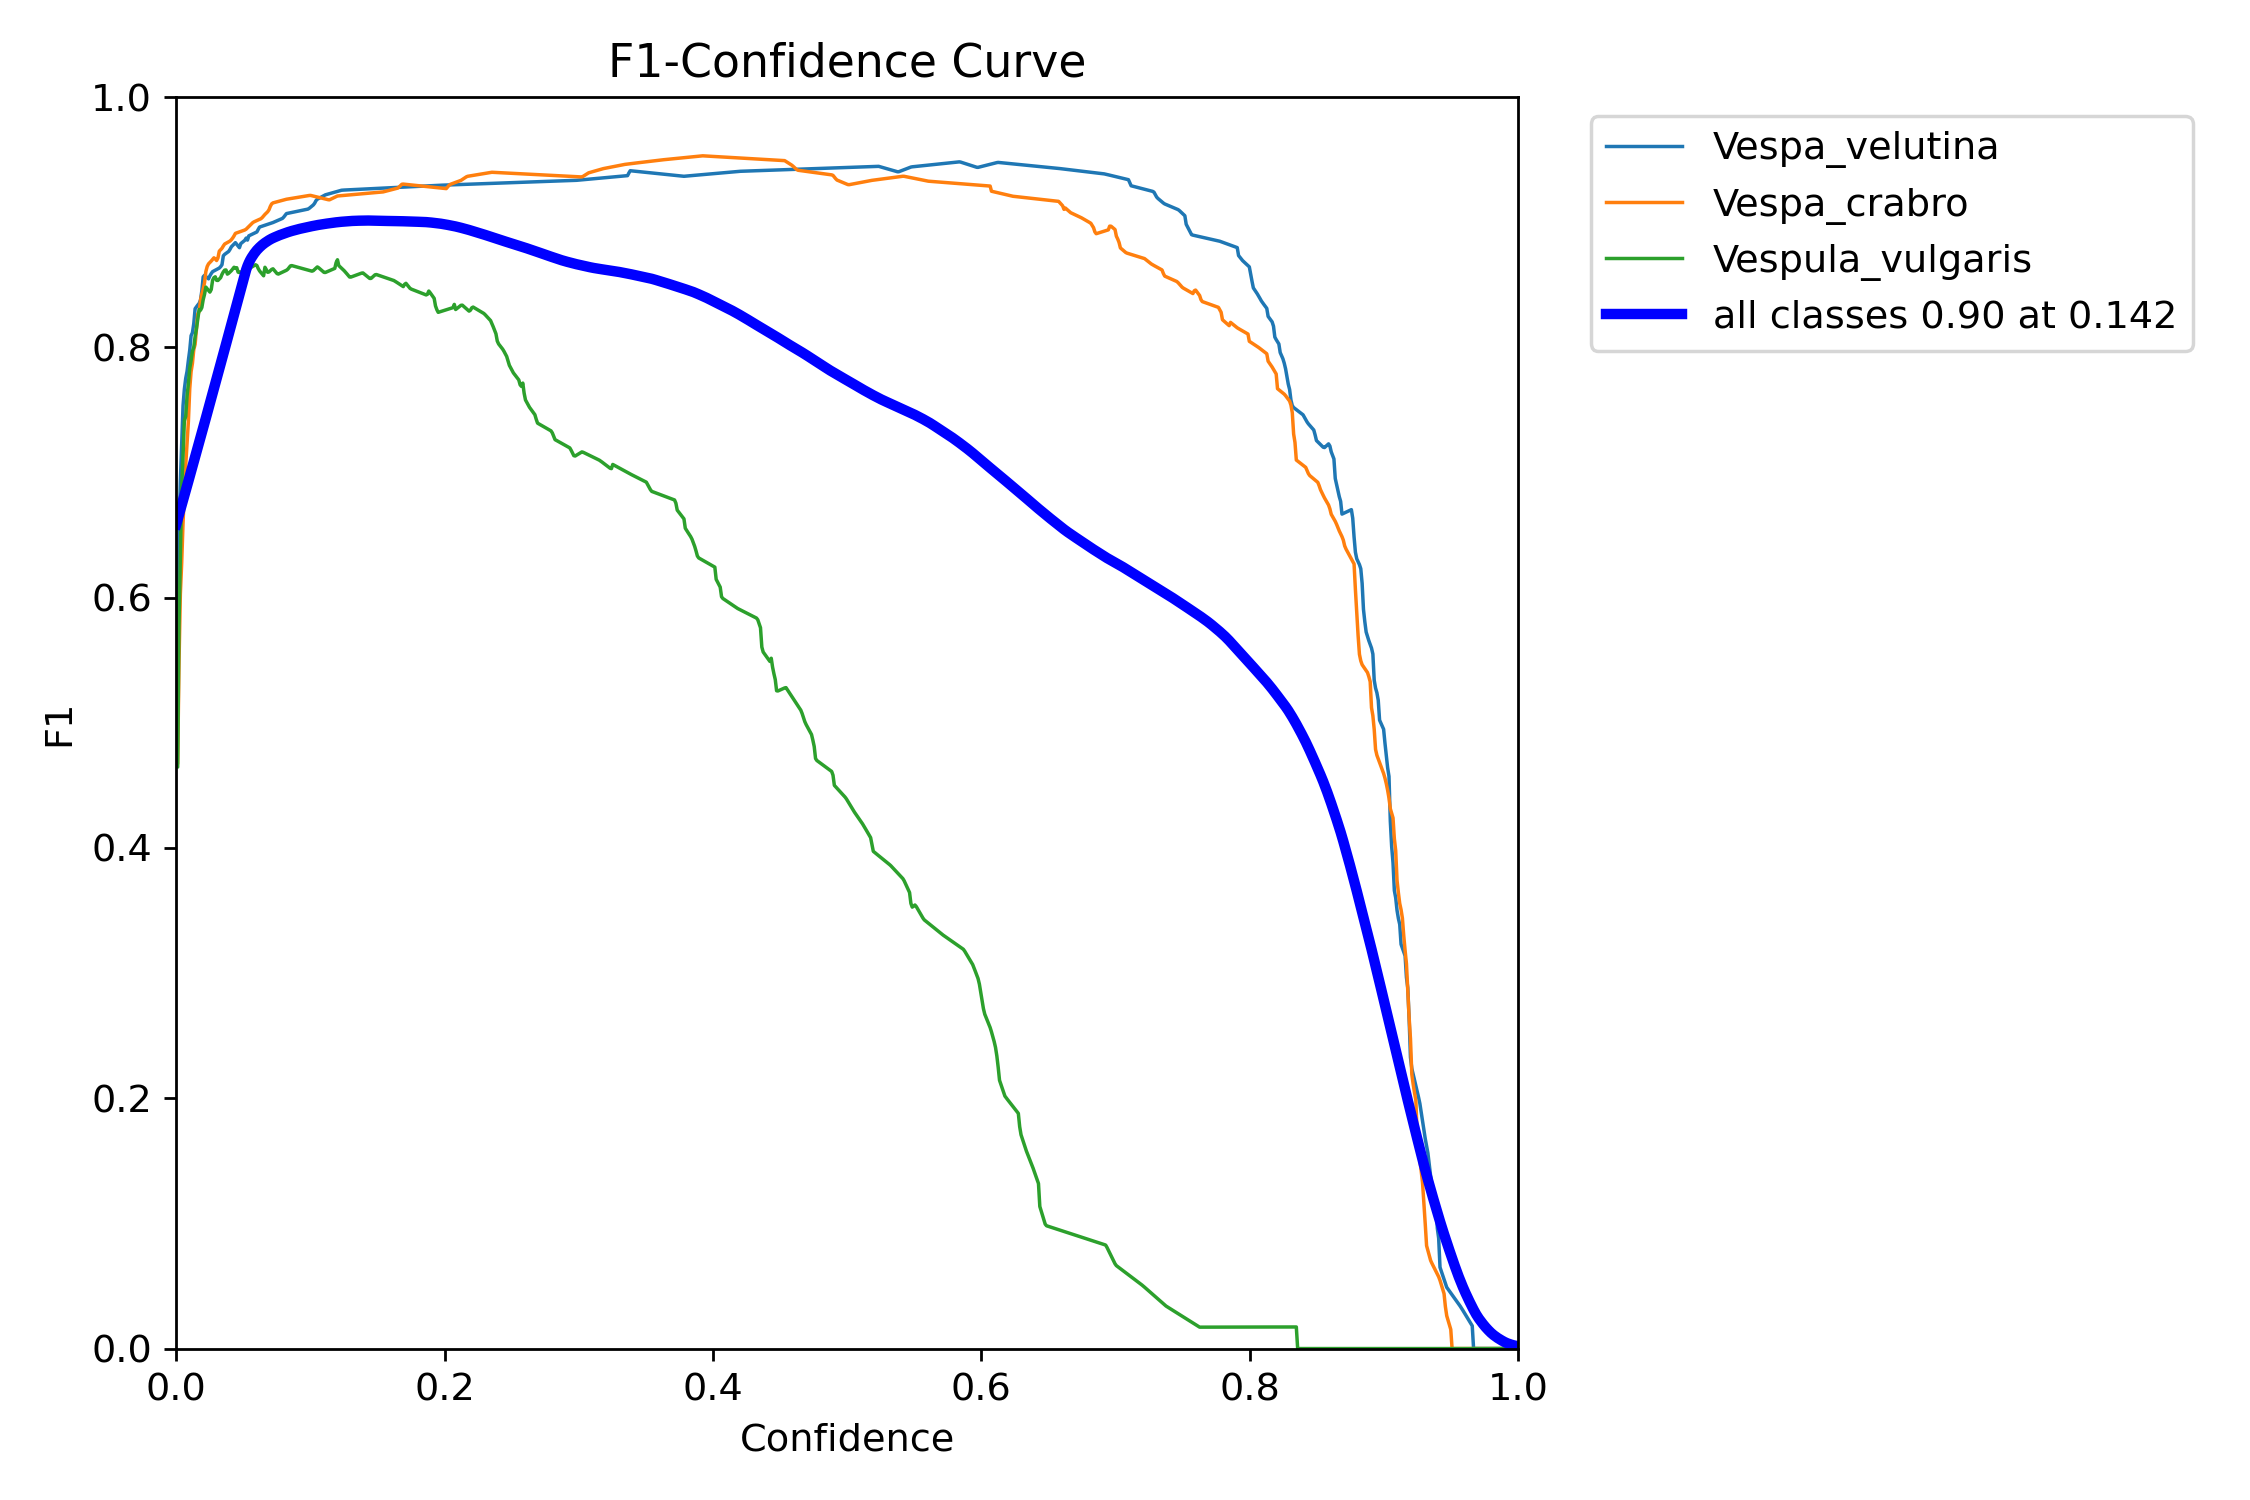 F1-Confidence Curve
1.0
0.8
0.6
0.4
0.2
0.0
F1
0.0 0.2 0.4 0.6 0.8 1.0
Confidence
Vespa_velutina
Vespa_crabro
Vespula_vulgaris
all classes 0.90 at 0.142